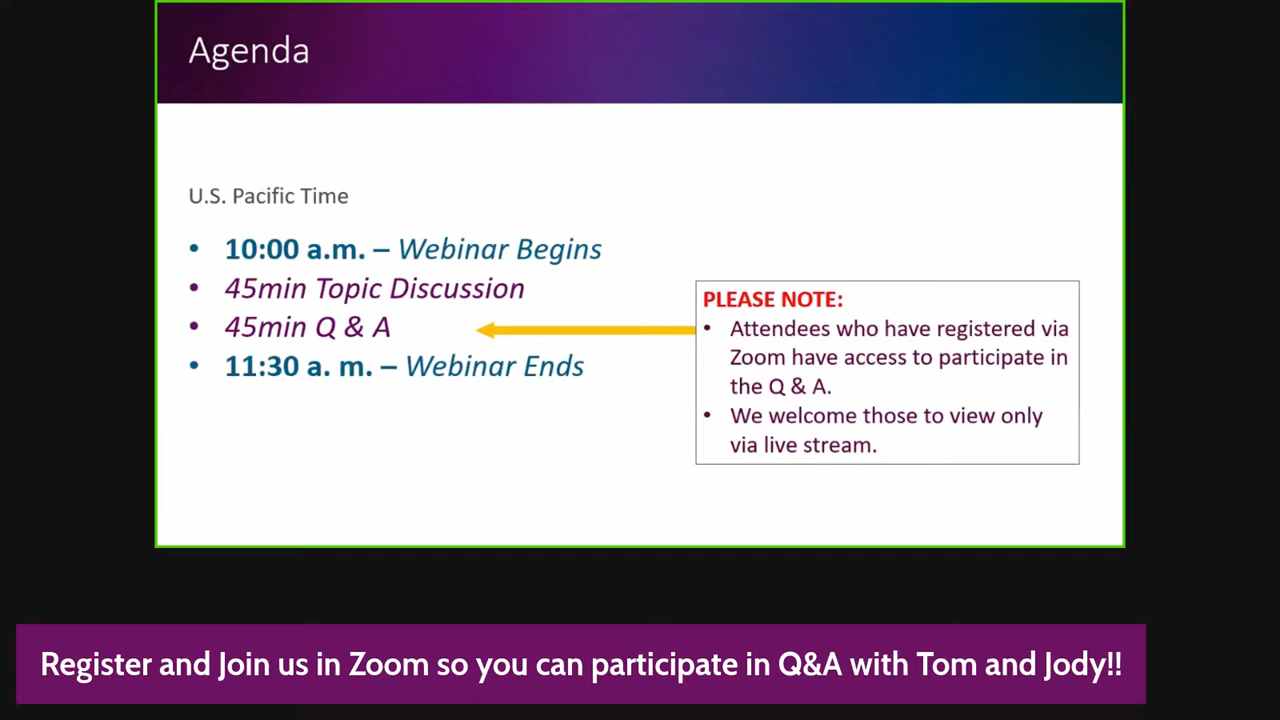 Agenda
U.S. Pacific Time
• 10:00 a.m. – Webinar Begins
• 45min Topic Discussion
• 45min Q & A
• 11:30 a. m. – Webinar Ends
PLEASE NOTE:
• Attendees who have registered via
Zoom have access to participate in
the Q & A.
• We welcome those to view only
via live stream.
Register and Join us in Zoom so you can participate in Q&A with Tom and Jody!!